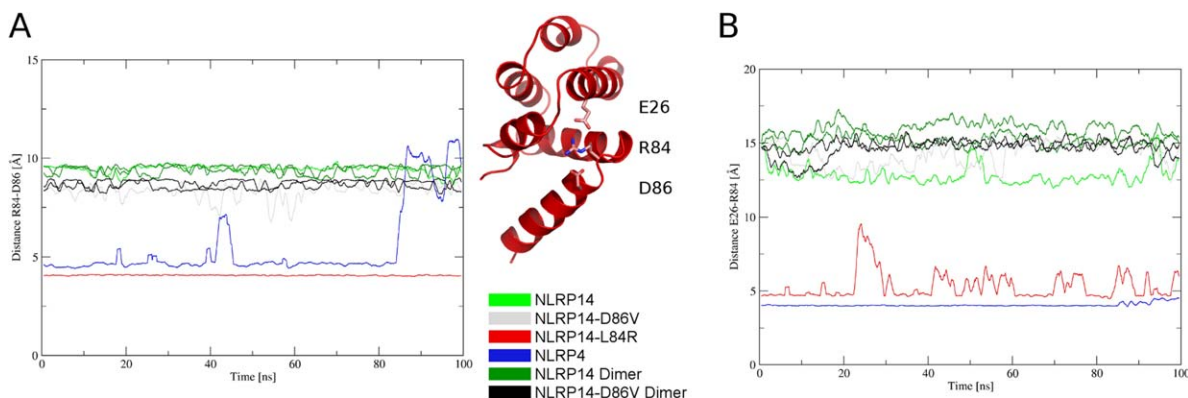 A
Distance R84-D86 [Å]
15
10
5
0
0 20 40 60 80 100
Time [ns]
E26
R84
D86
NLRP14
NLRP14-D86V
NLRP14-L84R
NLRP4
NLRP14 Dimer
NLRP14-D86V Dimer
B
Distance E26-R84 [Å]
20
15
10
5
0
0 20 40 60 80 100
Time [ns]